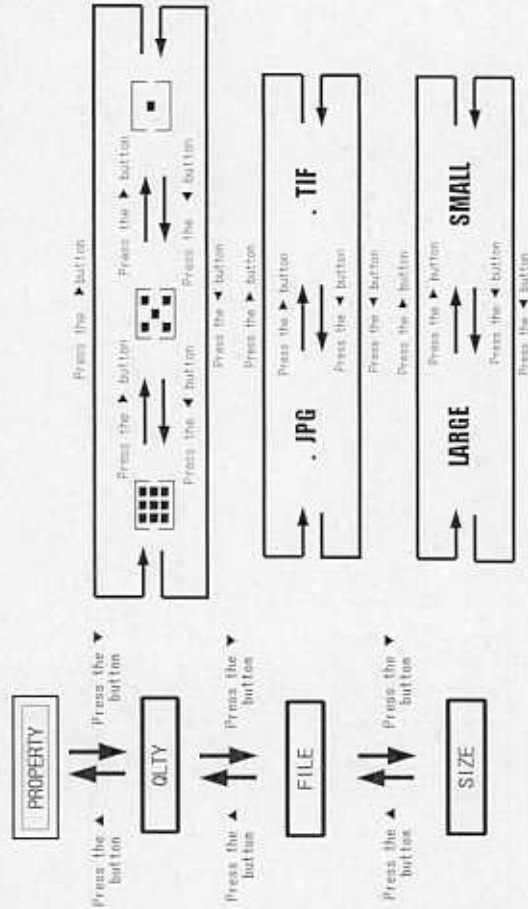 PROPERTY
Press the ▲
button
Press the ▼
button
QLTY
Press the ▲
button
Press the ▼
button
FILE
Press the ▲
button
Press the ▼
button
SIZE
Press the ▶ button
Press the ▶ button
Press the ◀ button
Press the ▶ button
Press the ◀ button
Press the ◀ button
Press the ▶ button
.JPG
Press the ▶ button
Press the ◀ button
.TIF
Press the ◀ button
Press the ▶ button
LARGE
Press the ▶ button
Press the ◀ button
SMALL
Press the ◀ button